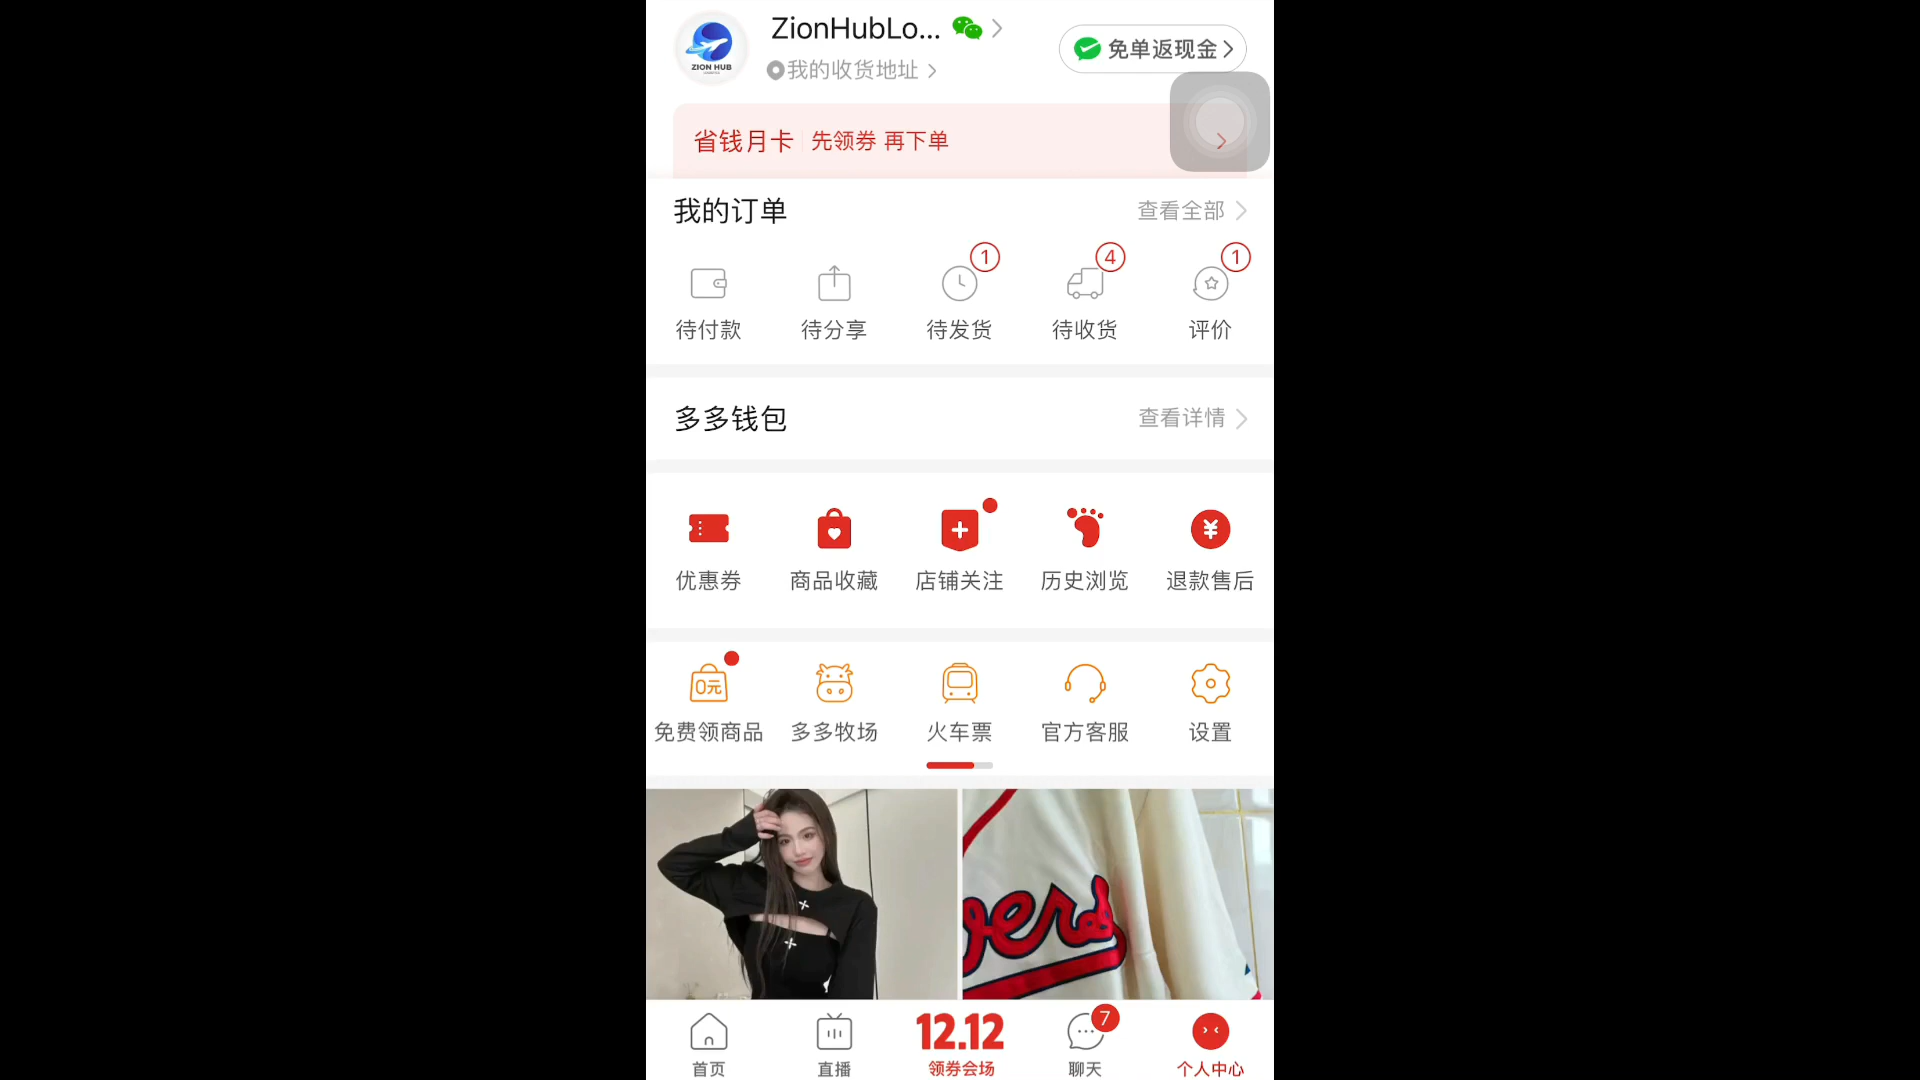 ZionHubLo...
免单返现金
我的收货地址
ZION HUB
省钱月卡 先领券 再下单
我的订单 查看全部
1 4 1
待付款 待分享 待发货 待收货 评价
多多钱包 查看详情
优惠券 商品收藏 店铺关注 历史浏览 退款售后
0元
免费领商品 多多牧场 火车票 官方客服 设置
vers
12.12 7
首页 直播 领券会场 聊天 个人中心